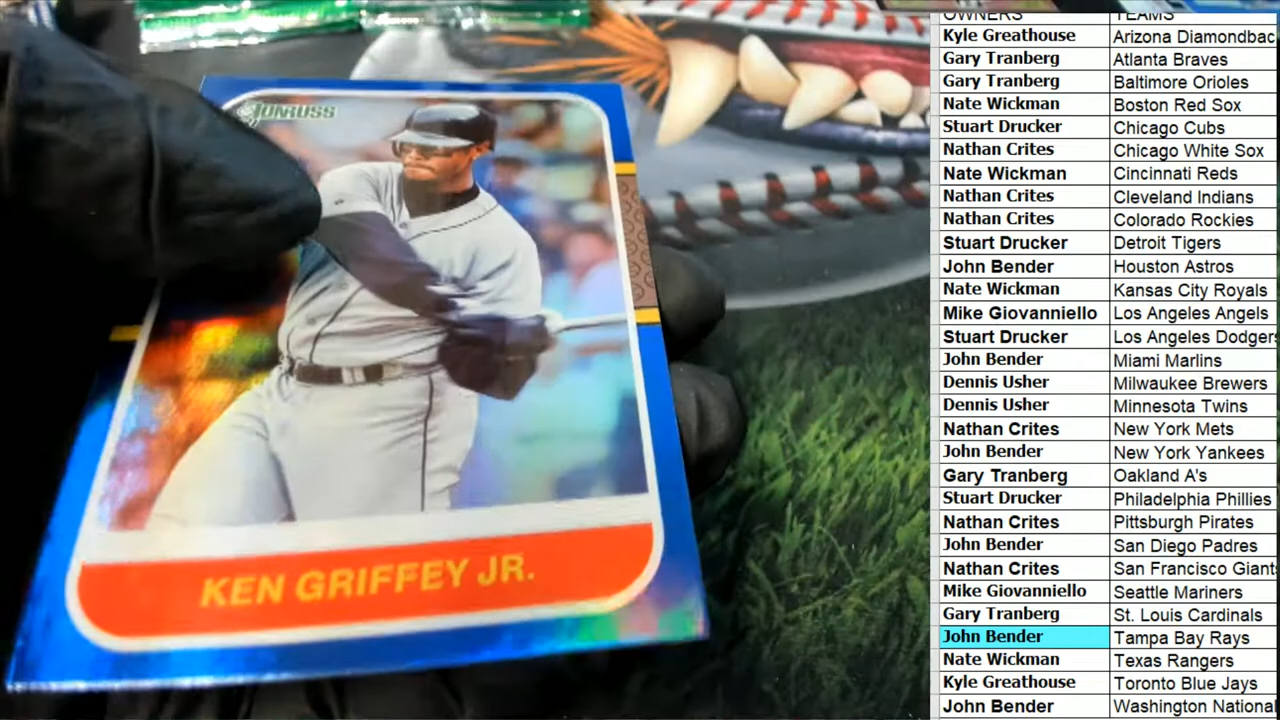 DONRUSS
KEN GRIFFEY JR.
OWNERS TEAMS
Kyle Greathouse Arizona Diamondbac
Gary Tranberg Atlanta Braves
Gary Tranberg Baltimore Orioles
Nate Wickman Boston Red Sox
Stuart Drucker Chicago Cubs
Nathan Crites Chicago White Sox
Nate Wickman Cincinnati Reds
Nathan Crites Cleveland Indians
Nathan Crites Colorado Rockies
Stuart Drucker Detroit Tigers
John Bender Houston Astros
Nate Wickman Kansas City Royals
Mike Giovanniello Los Angeles Angels
Stuart Drucker Los Angeles Dodgers
John Bender Miami Marlins
Dennis Usher Milwaukee Brewers
Dennis Usher Minnesota Twins
Nathan Crites New York Mets
John Bender New York Yankees
Gary Tranberg Oakland A's
Stuart Drucker Philadelphia Phillies
Nathan Crites Pittsburgh Pirates
John Bender San Diego Padres
Nathan Crites San Francisco Giants
Mike Giovanniello Seattle Mariners
Gary Tranberg St. Louis Cardinals
John Bender Tampa Bay Rays
Nate Wickman Texas Rangers
Kyle Greathouse Toronto Blue Jays
John Bender Washington National